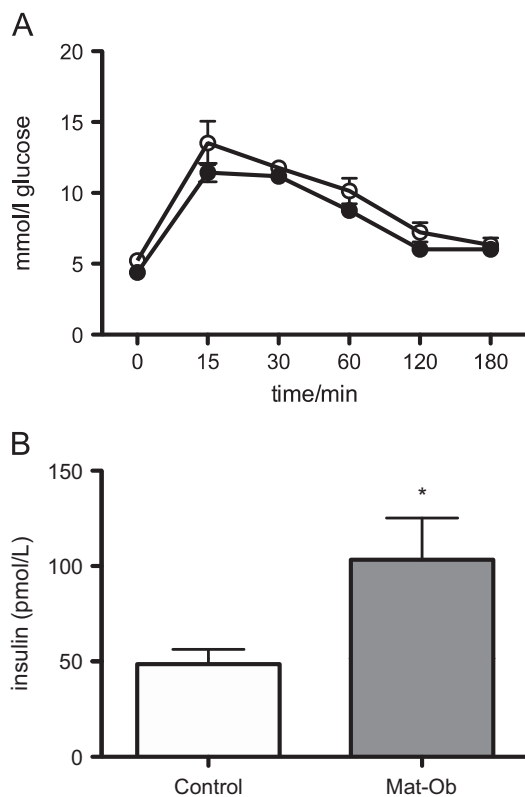 A
20
15
10
5
0
mmol/l glucose
0 15 30 60 120 180
time/min
B
150
100
50
0
insulin (pmol/L)
*
Control Mat-Ob